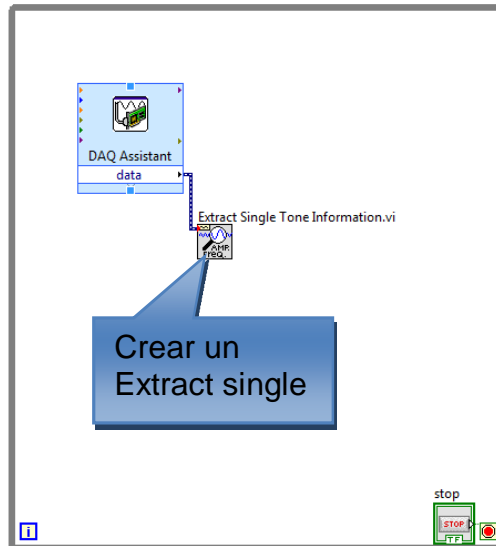 DAQ Assistant
data
Extract Single Tone Information.vi
AMP
Freq.
Crear un
Extract single
stop
STOP
TF
i